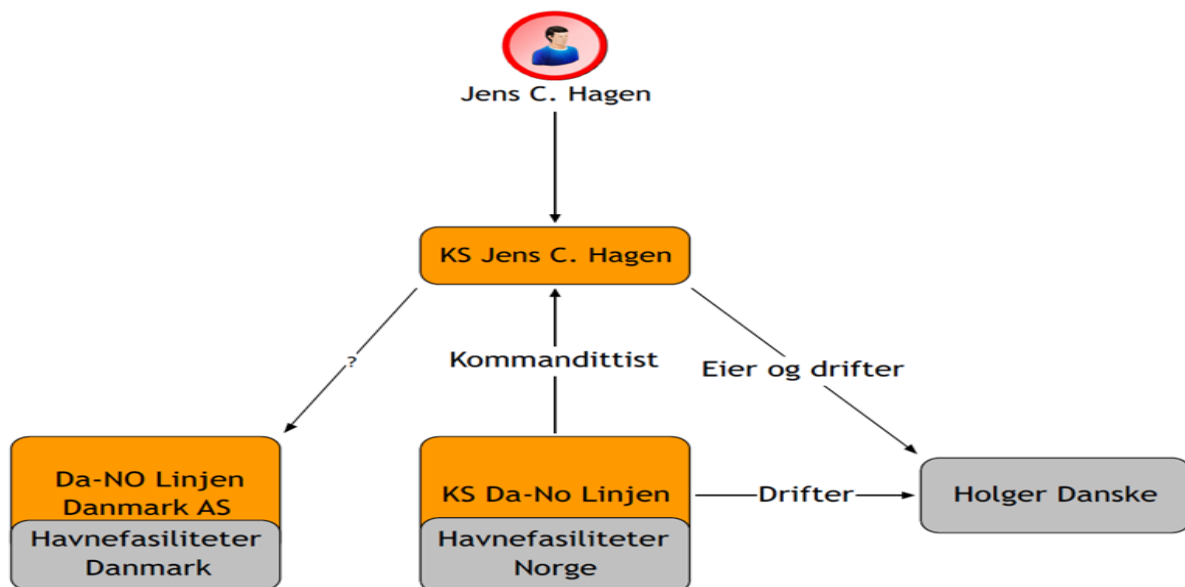 Jens C. Hagen
KS Jens C. Hagen
?
Kommandittist
Eier og drifter
Da-NO Linjen
Danmark AS
Havnefasiliteter
Danmark
KS Da-No Linjen
Havnefasiliteter
Norge
Drifter
Holger Danske